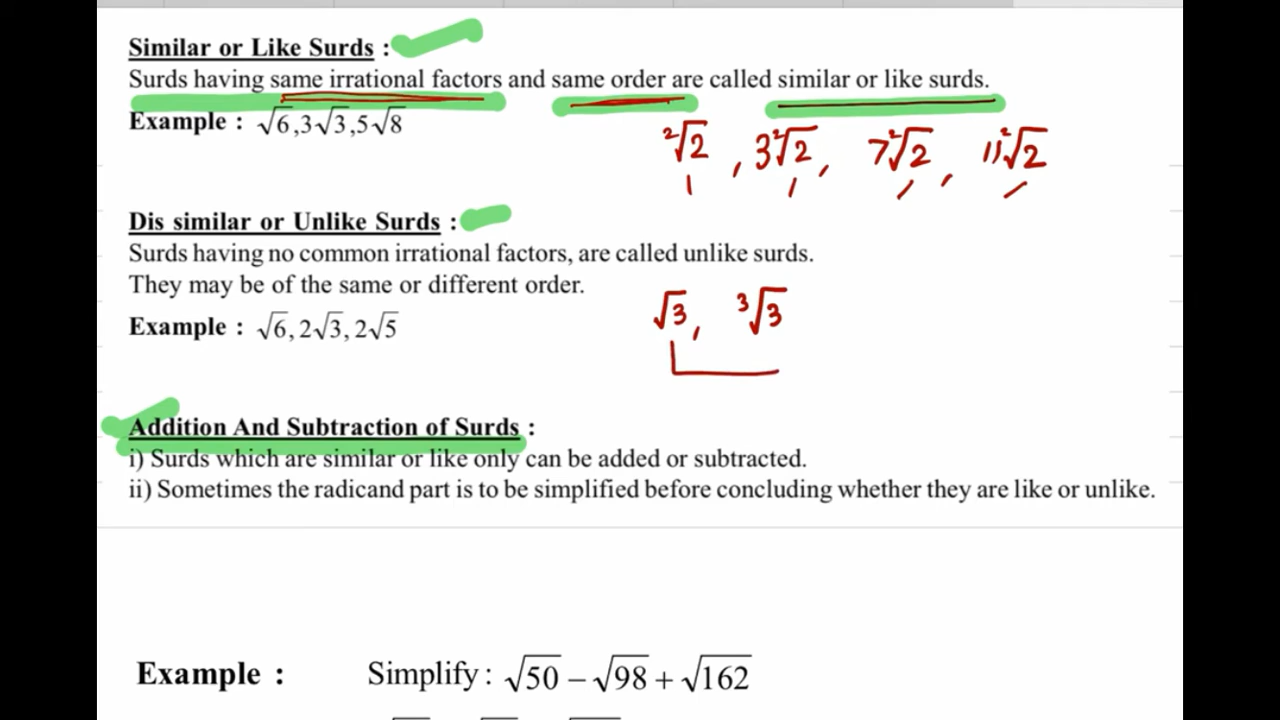 Similar or Like Surds :
Surds having same irrational factors and same order are called similar or like surds.
Example : √6,3√3,5√8
²√2 , 3²√2 , 7²√2 , 11²√2
Dis similar or Unlike Surds :
Surds having no common irrational factors, are called unlike surds.
They may be of the same or different order.
√3 , ³√3
Example : √6, 2√3, 2√5
Addition And Subtraction of Surds :
i) Surds which are similar or like only can be added or subtracted.
ii) Sometimes the radicand part is to be simplified before concluding whether they are like or unlike.
Example : Simplify : √50 − √98 + √162